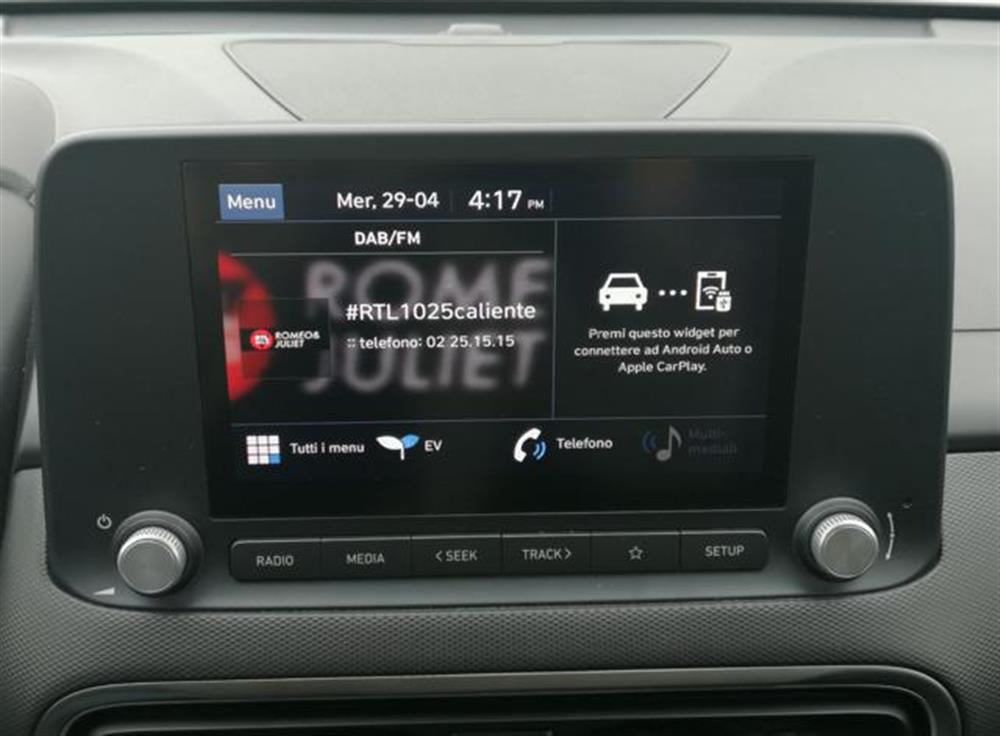 Menu
Mer, 29-04
4:17 PM
DAB/FM
ROMEO&
JULIET
#RTL1025caliente
:: telefono: 02 25.15.15
ROMEO&
JULIET
Premi questo widget per
connettere ad Android Auto o
Apple CarPlay.
Tutti i menu
EV
Telefono
Multi-
mediali
RADIO
MEDIA
< SEEK
TRACK >
☆
SETUP